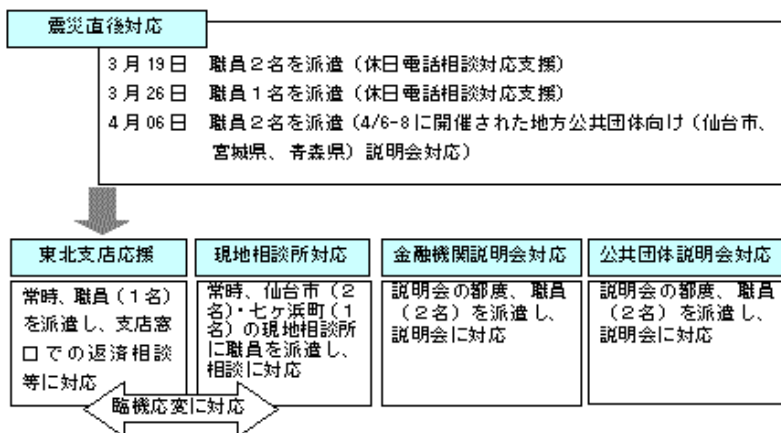 震災直後対応
3月19日 職員2名を派遣（休日電話相談対応支援）
3月26日 職員1名を派遣（休日電話相談対応支援）
4月06日 職員2名を派遣（4/6-8に開催された地方公共団体向け（仙台市、
宮城県、青森県）説明会対応）
東北支店応援
常時、職員（1名）
を派遣し、支店窓
口での返済相談
等に対応
現地相談所対応
常時、仙台市（2
名）・七ヶ浜町（1
名）の現地相談所
に職員を派遣し、
相談に対応
金融機関説明会対応
説明会の都度、職員
（2名）を派遣し、
説明会に対応
公共団体説明会対応
説明会の都度、職員
（2名）を派遣し、
説明会に対応
臨機応変に対応